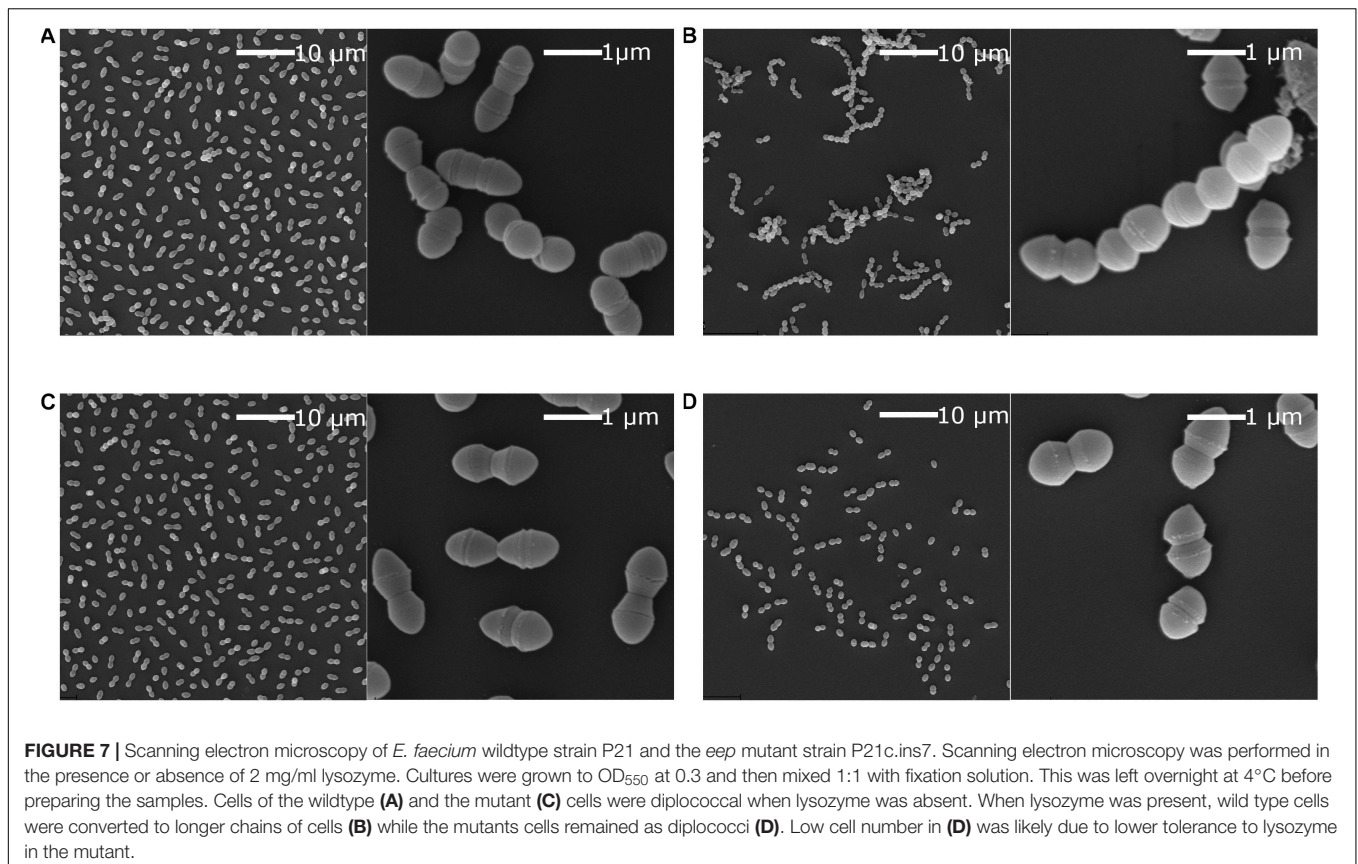 A 10 µm 1µm B 10 µm 1 µm
C 10 µm 1 µm D 10 µm 1 µm
FIGURE 7 | Scanning electron microscopy of E. faecium wildtype strain P21 and the eep mutant strain P21c.ins7. Scanning electron microscopy was performed in
the presence or absence of 2 mg/ml lysozyme. Cultures were grown to OD₅₅₀ at 0.3 and then mixed 1:1 with fixation solution. This was left overnight at 4°C before
preparing the samples. Cells of the wildtype (A) and the mutant (C) cells were diplococcal when lysozyme was absent. When lysozyme was present, wild type cells
were converted to longer chains of cells (B) while the mutants cells remained as diplococci (D). Low cell number in (D) was likely due to lower tolerance to lysozyme
in the mutant.